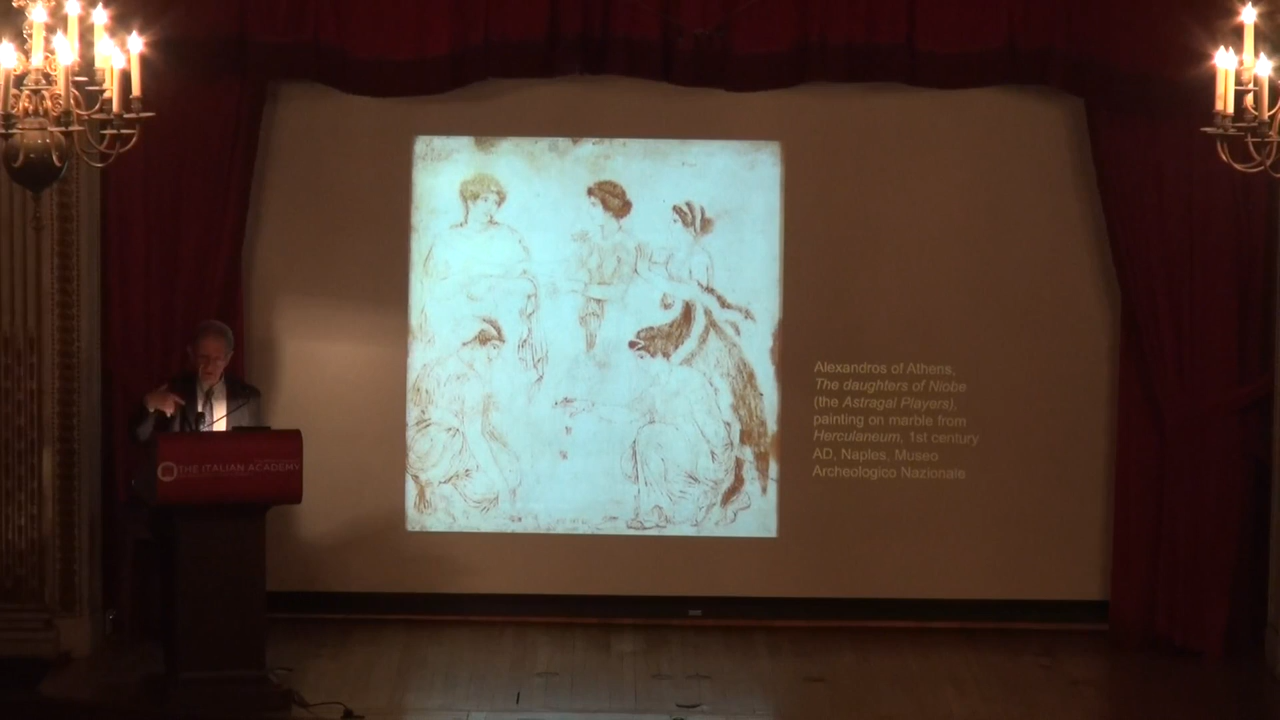 THE ITALIAN ACADEMY
Alexandros of Athens,
The daughters of Niobe
(the Astragal Players),
painting on marble from
Herculaneum, 1st century
AD, Naples, Museo
Archeologico Nazionale